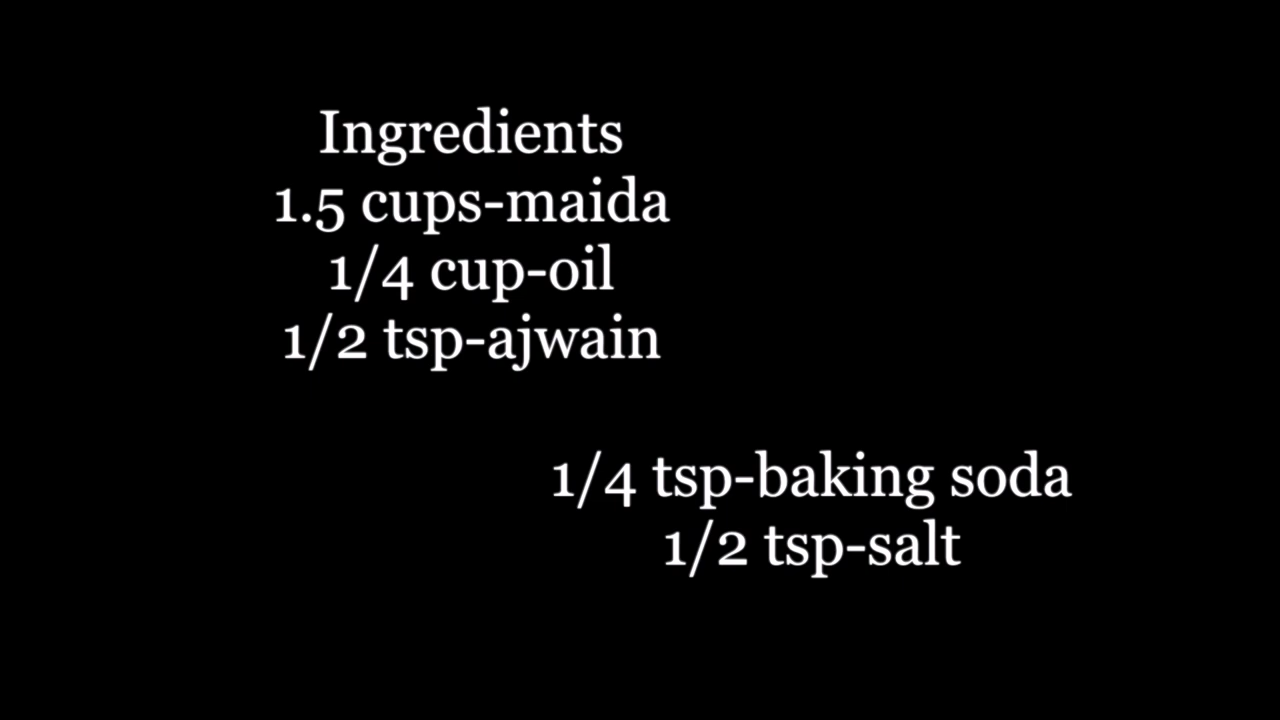 Ingredients
1.5 cups-maida
1/4 cup-oil
1/2 tsp-ajwain
1/4 tsp-baking soda
1/2 tsp-salt